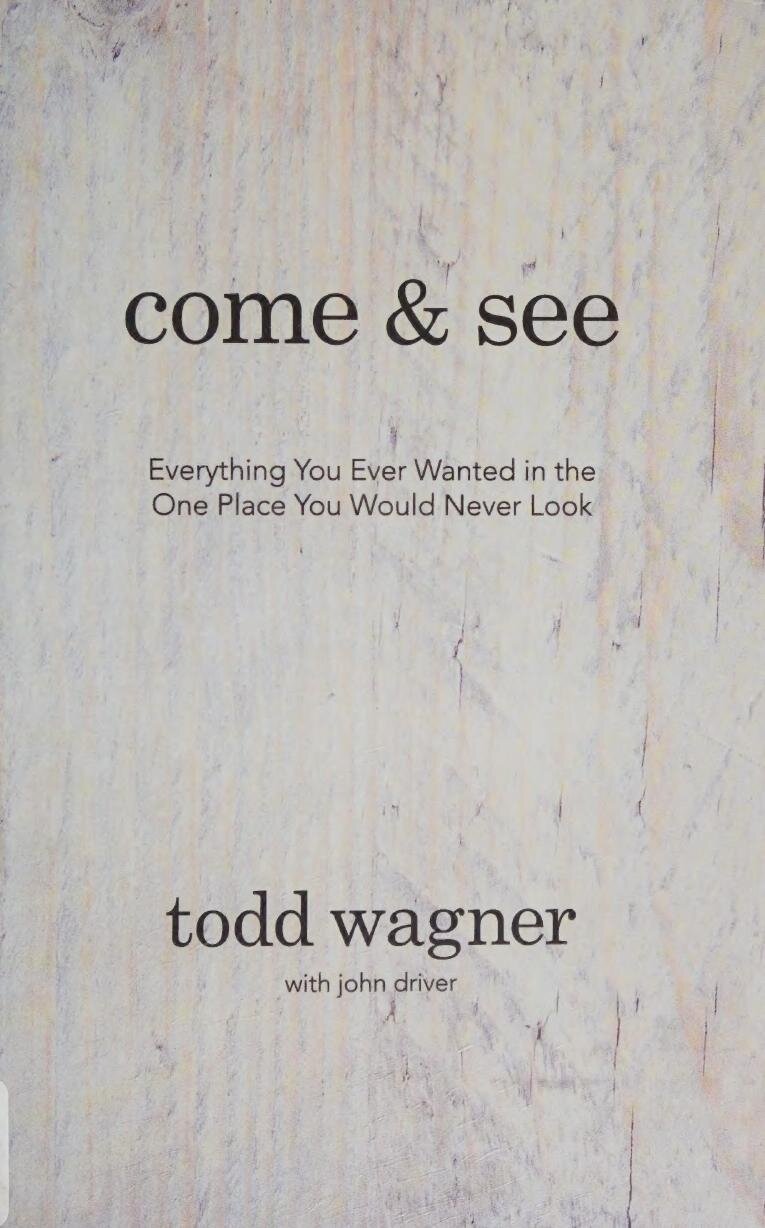 come & see
Everything You Ever Wanted in the
One Place You Would Never Look
todd wagner
with john driver